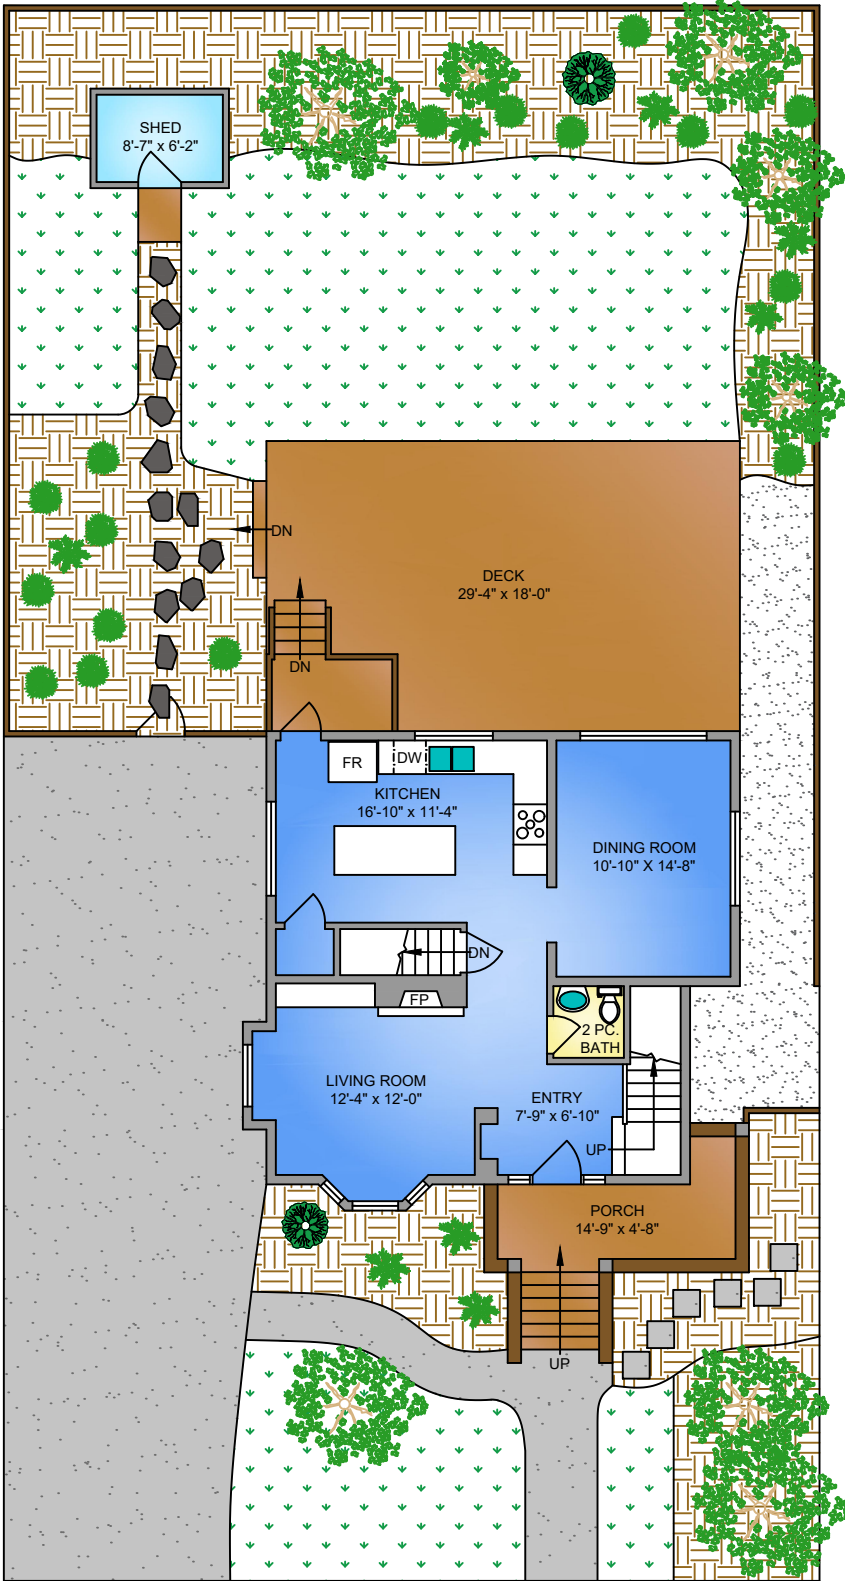 SHED
8'-7" x 6'-2"
DN
DECK
29'-4" x 18'-0"
DN
FR
DW
KITCHEN
16'-10" x 11'-4"
DINING ROOM
10'-10" X 14'-8"
DN
FP
2 PC.
BATH
LIVING ROOM
12'-4" x 12'-0"
ENTRY
7'-9" x 6'-10"
UP
PORCH
14'-9" x 4'-8"
UP